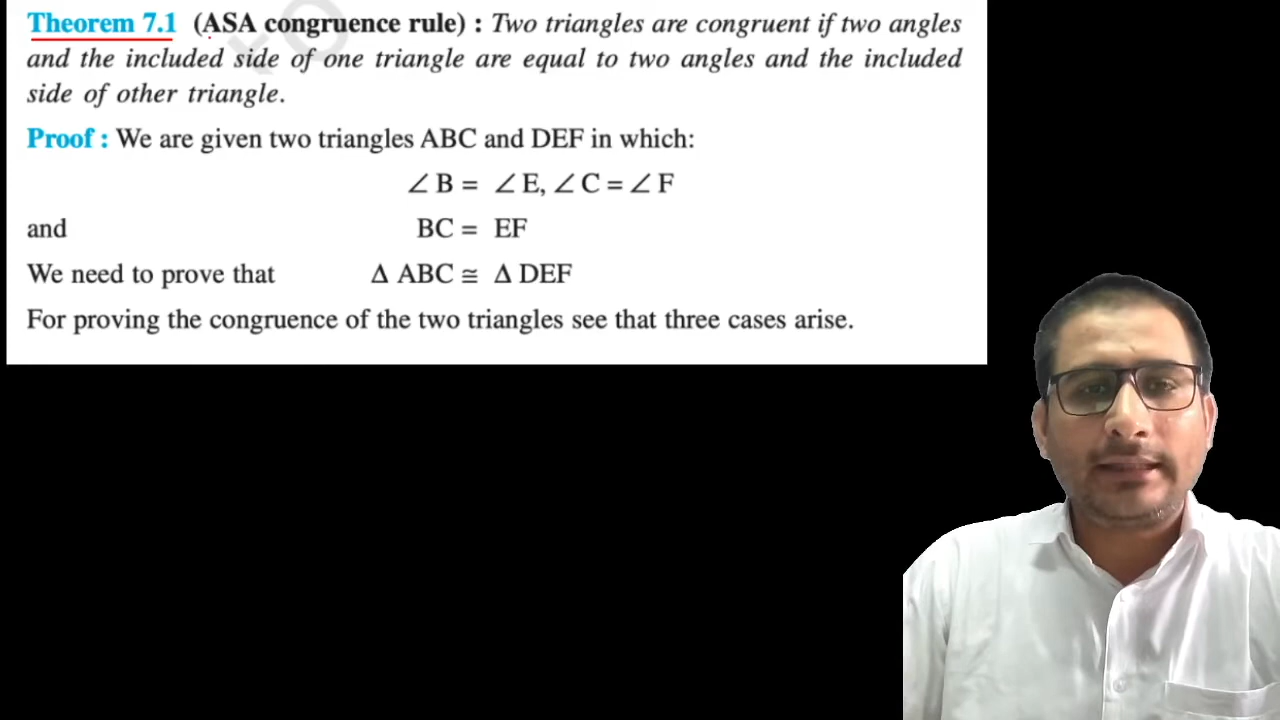 Theorem 7.1 (ASA congruence rule) : Two triangles are congruent if two angles
and the included side of one triangle are equal to two angles and the included
side of other triangle.
Proof : We are given two triangles ABC and DEF in which:
∠ B = ∠ E, ∠ C = ∠ F
and BC = EF
We need to prove that Δ ABC ≅ Δ DEF
For proving the congruence of the two triangles see that three cases arise.